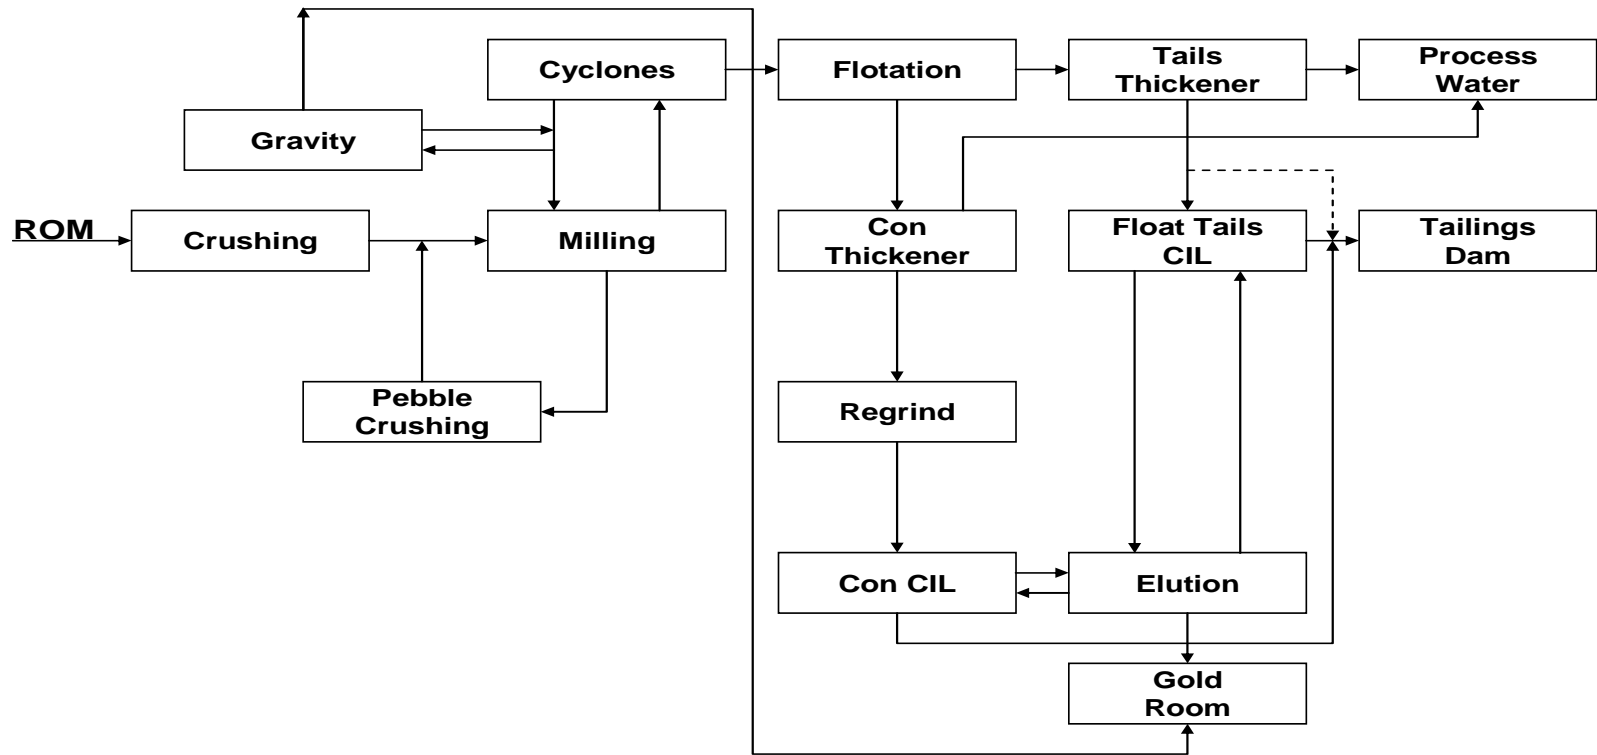 Cyclones
Flotation
Tails
Thickener
Process
Water
Gravity
ROM
Crushing
Milling
Con
Thickener
Float Tails
CIL
Tailings
Dam
Pebble
Crushing
Regrind
Con CIL
Elution
Gold
Room